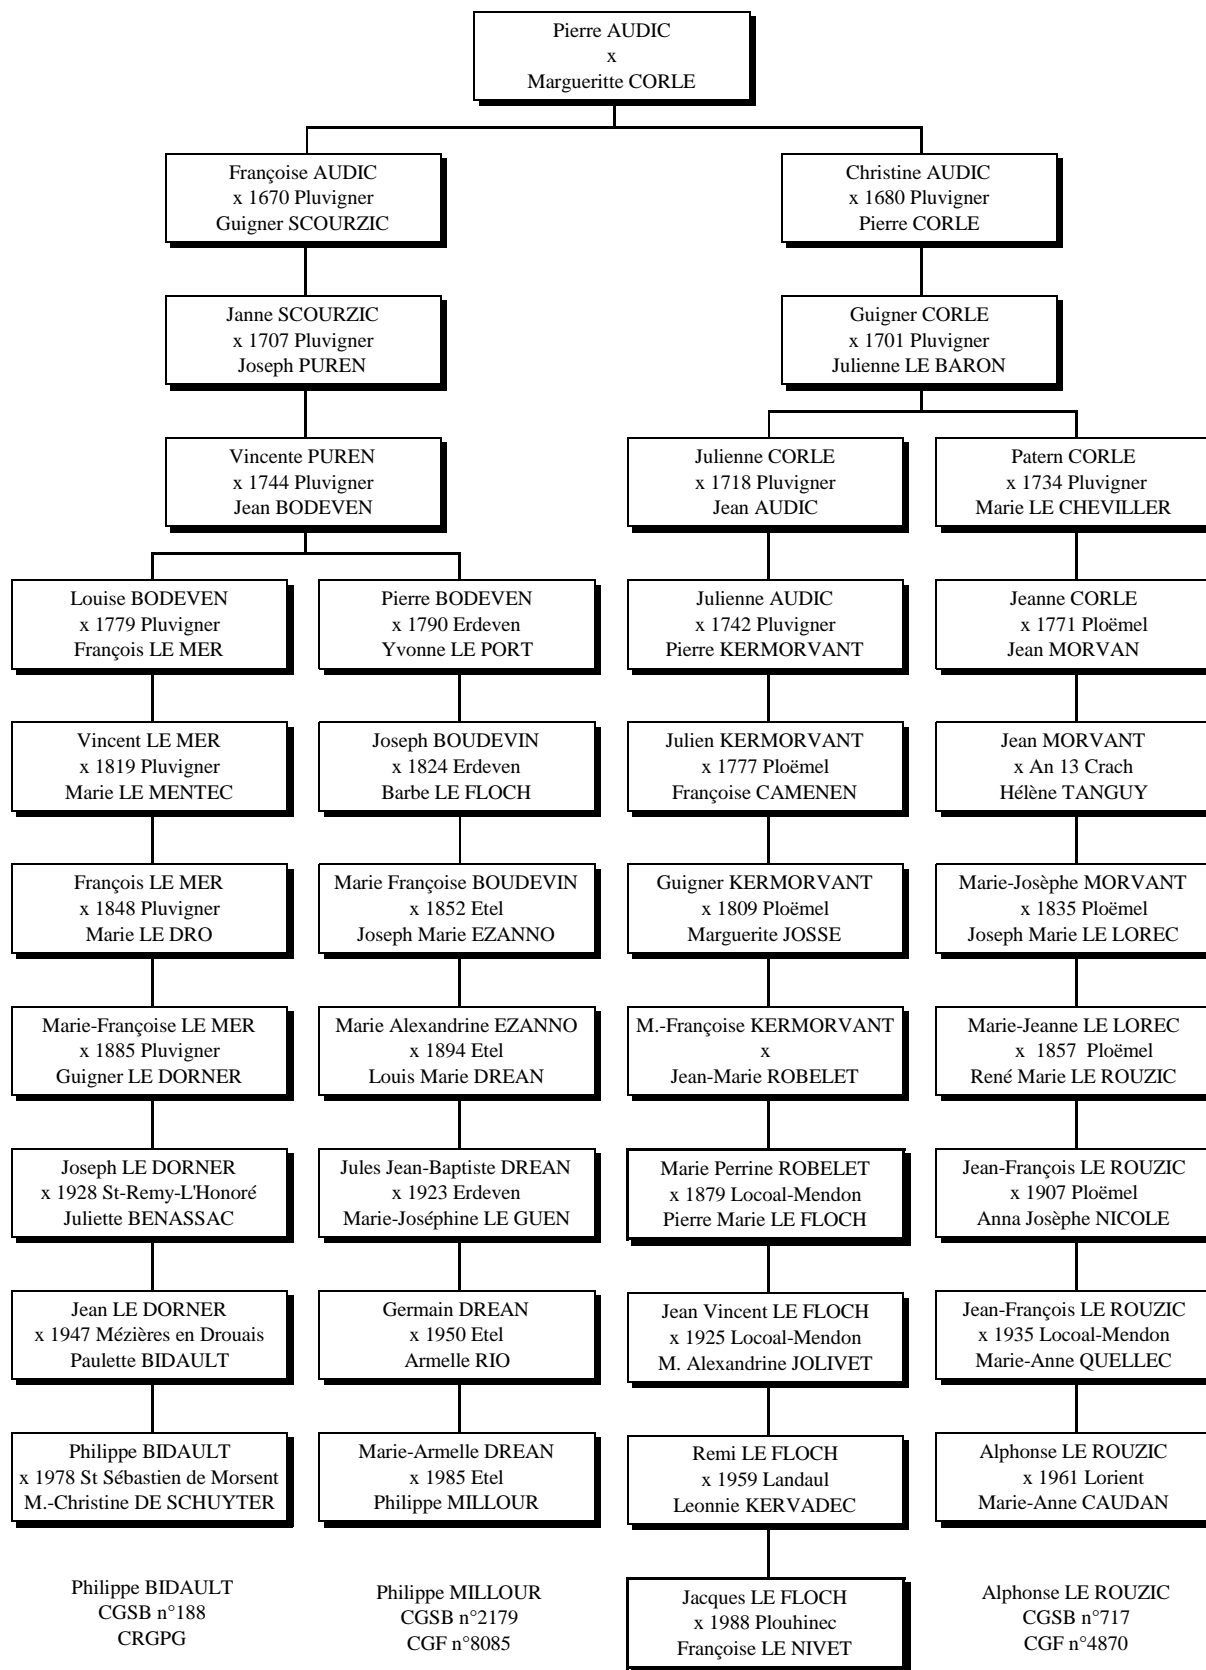 Pierre AUDIC
x
Margueritte CORLE
Françoise AUDIC
x 1670 Pluvigner
Guigner SCOURZIC
Christine AUDIC
x 1680 Pluvigner
Pierre CORLE
Janne SCOURZIC
x 1707 Pluvigner
Joseph PUREN
Guigner CORLE
x 1701 Pluvigner
Julienne LE BARON
Vincente PUREN
x 1744 Pluvigner
Jean BODEVEN
Julienne CORLE
x 1718 Pluvigner
Jean AUDIC
Patern CORLE
x 1734 Pluvigner
Marie LE CHEVILLER
Louise BODEVEN
x 1779 Pluvigner
François LE MER
Pierre BODEVEN
x 1790 Erdeven
Yvonne LE PORT
Julienne AUDIC
x 1742 Pluvigner
Pierre KERMORVANT
Jeanne CORLE
x 1771 Ploëmel
Jean MORVAN
Vincent LE MER
x 1819 Pluvigner
Marie LE MENTEC
Joseph BOUDEVIN
x 1824 Erdeven
Barbe LE FLOCH
Julien KERMORVANT
x 1777 Ploëmel
Françoise CAMENEN
Jean MORVANT
x An 13 Crach
Hélène TANGUY
François LE MER
x 1848 Pluvigner
Marie LE DRO
Marie Françoise BOUDEVIN
x 1852 Etel
Joseph Marie EZANNO
Guigner KERMORVANT
x 1809 Ploëmel
Marguerite JOSSE
Marie-Josèphe MORVANT
x 1835 Ploëmel
Joseph Marie LE LOREC
Marie-Françoise LE MER
x 1885 Pluvigner
Guigner LE DORNER
Marie Alexandrine EZANNO
x 1894 Etel
Louis Marie DREAN
M.-Françoise KERMORVANT
x
Jean-Marie ROBELET
Marie-Jeanne LE LOREC
x 1857 Ploëmel
René Marie LE ROUZIC
Joseph LE DORNER
x 1928 St-Remy-L'Honoré
Juliette BENASSAC
Jules Jean-Baptiste DREAN
x 1923 Erdeven
Marie-Joséphine LE GUEN
Marie Perrine ROBELET
x 1879 Locoal-Mendon
Pierre Marie LE FLOCH
Jean-François LE ROUZIC
x 1907 Ploëmel
Anna Josèphe NICOLE
Jean LE DORNER
x 1947 Mézières en Drouais
Paulette BIDAULT
Germain DREAN
x 1950 Etel
Armelle RIO
Jean Vincent LE FLOCH
x 1925 Locoal-Mendon
M. Alexandrine JOLIVET
Jean-François LE ROUZIC
x 1935 Locoal-Mendon
Marie-Anne QUELLEC
Philippe BIDAULT
x 1978 St Sébastien de Morsent
M.-Christine DE SCHUYTER
Marie-Armelle DREAN
x 1985 Etel
Philippe MILLOUR
Remi LE FLOCH
x 1959 Landaul
Leonnie KERVADEC
Alphonse LE ROUZIC
x 1961 Lorient
Marie-Anne CAUDAN
Philippe BIDAULT
CGSB n°188
CRGPG
Philippe MILLOUR
CGSB n°2179
CGF n°8085
Jacques LE FLOCH
x 1988 Plouhinec
Françoise LE NIVET
Alphonse LE ROUZIC
CGSB n°717
CGF n°4870